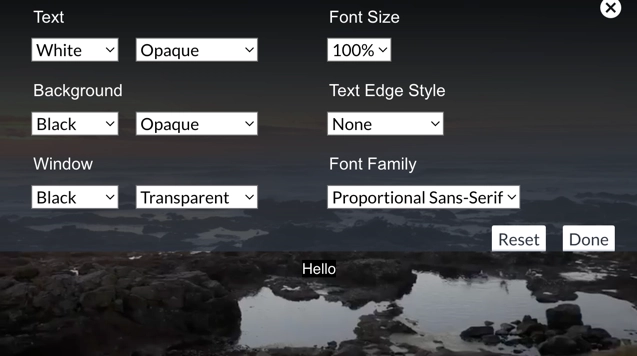 Text
White Opaque
Font Size
100%
Background
Black Opaque
Text Edge Style
None
Window
Black Transparent
Font Family
Proportional Sans-Serif
Reset Done
Hello